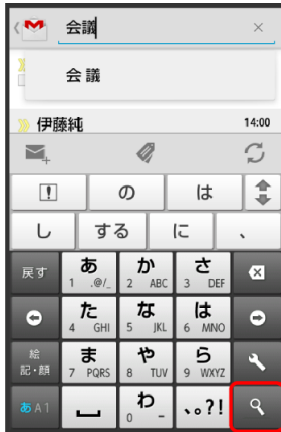 会議
会 議
伊藤純 14:00
! の は
し する に 、
戻す あ 1 .@/_ か 2 ABC さ 3 DEF
た 4 GHI な 5 JKL は 6 MNO
絵 記・顔 ま 7 PQRS や 8 TUV ら 9 WXYZ
あA1 わ 0 - 、。?!